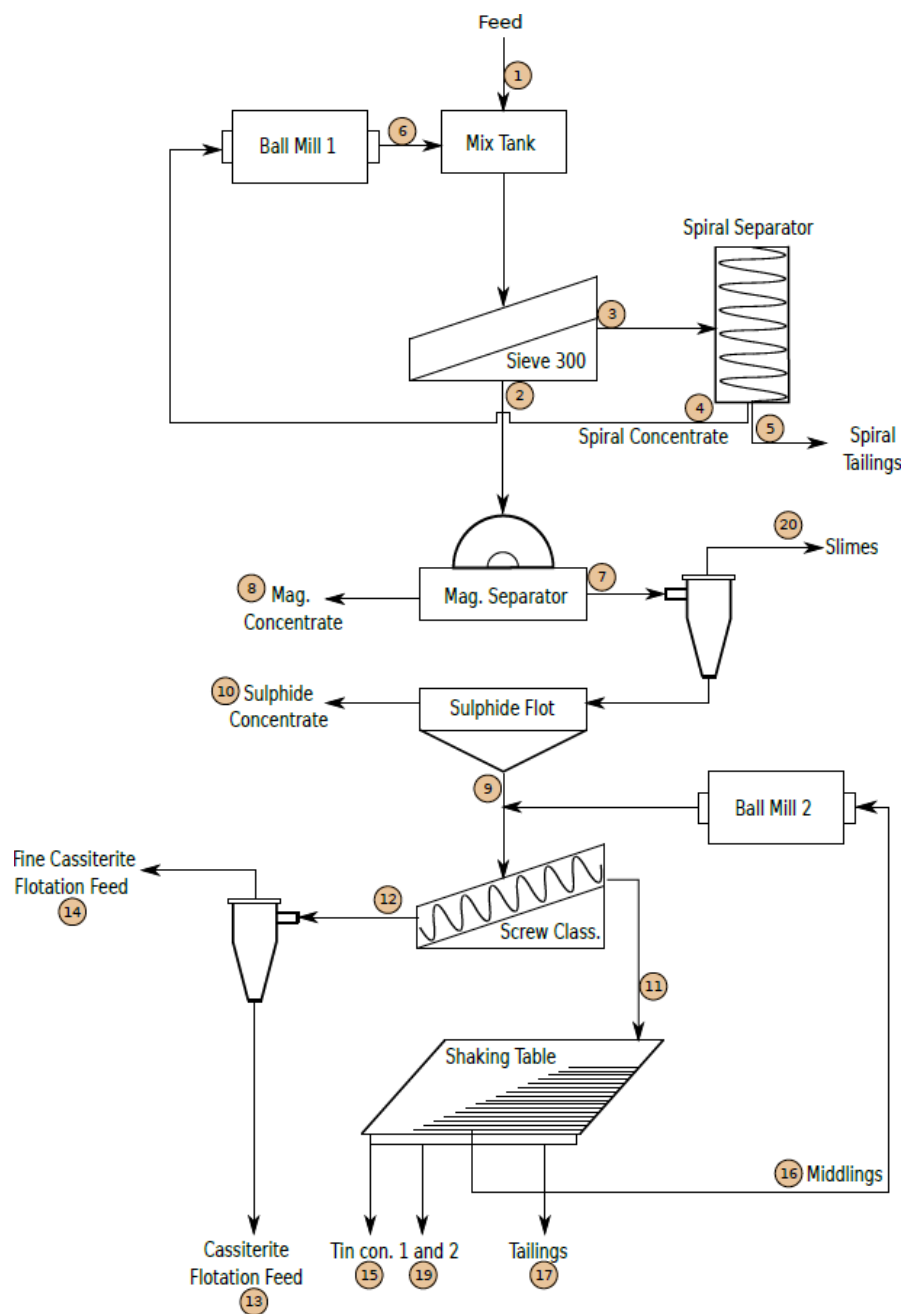 Feed
1
Ball Mill 1
6
Mix Tank
Spiral Separator
3
Sieve 300
2
4
Spiral Concentrate
5
Spiral
Tailings
20
Slimes
8
Mag.
Concentrate
Mag. Separator
7
10
Sulphide
Concentrate
Sulphide Flot
9
Ball Mill 2
Fine Cassiterite
Flotation Feed
14
12
Screw Class.
11
Shaking Table
16
Middlings
Cassiterite
Flotation Feed
13
Tin con. 1 and 2
15
19
Tailings
17